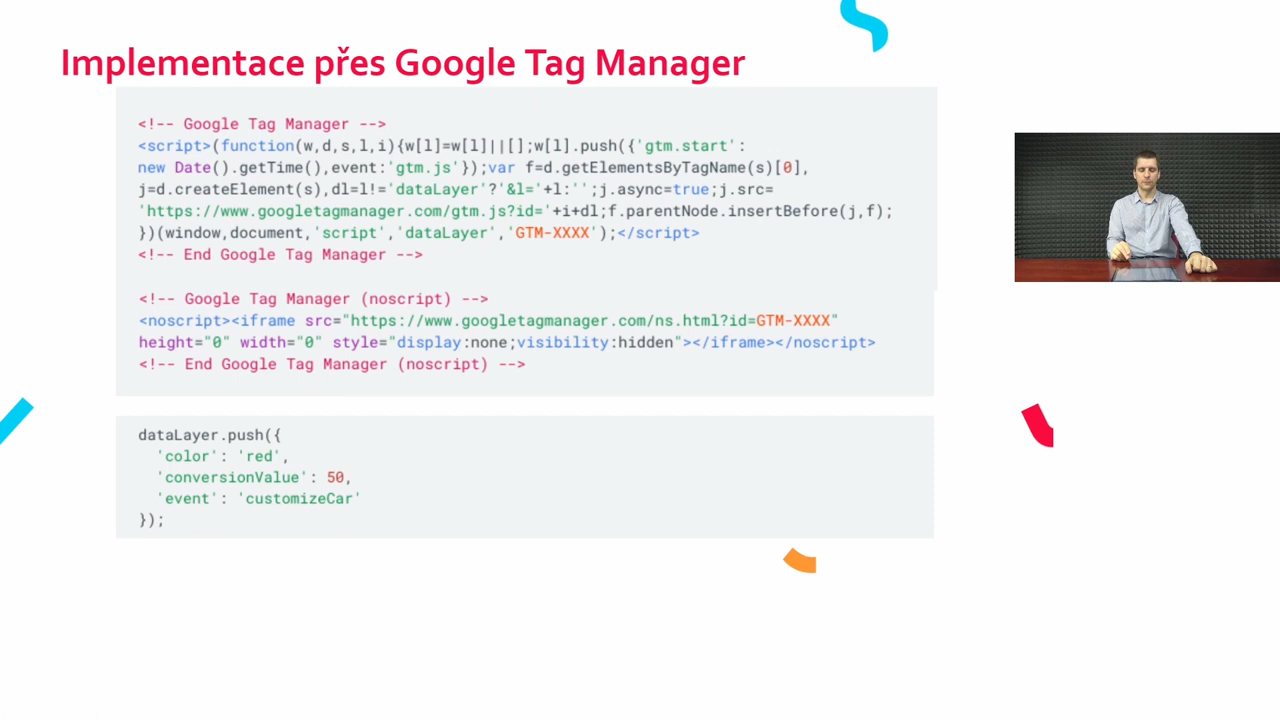 Implementace přes Google Tag Manager
<!-- Google Tag Manager -->
<script>(function(w,d,s,l,i){w[l]=w[l]||[];w[l].push({'gtm.start':
new Date().getTime(),event:'gtm.js'});var f=d.getElementsByTagName(s)[0],
j=d.createElement(s),dl=l!='dataLayer'?'&l='+l:'';j.async=true;j.src=
'https://www.googletagmanager.com/gtm.js?id='+i+dl;f.parentNode.insertBefore(j,f);
})(window,document,'script','dataLayer','GTM-XXXX');</script>
<!-- End Google Tag Manager -->
<!-- Google Tag Manager (noscript) -->
<noscript><iframe src="https://www.googletagmanager.com/ns.html?id=GTM-XXXX"
height="0" width="0" style="display:none;visibility:hidden"></iframe></noscript>
<!-- End Google Tag Manager (noscript) -->
dataLayer.push({
'color': 'red',
'conversionValue': 50,
'event': 'customizeCar'
});